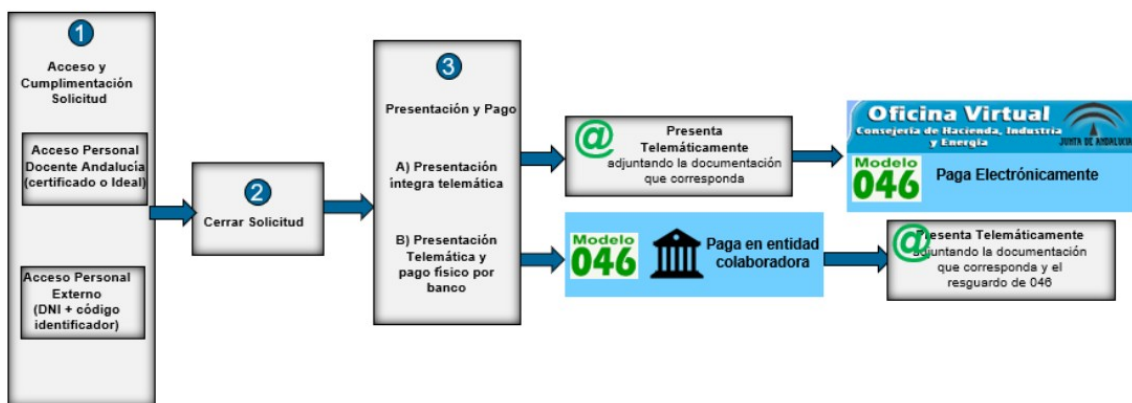 1
Acceso y
Cumplimentación
Solicitud
Acceso Personal
Docente Andalucía
(certificado o Ideal)
Acceso Personal
Externo
(DNI + código
identificador)
2
Cerrar Solicitud
3
Presentación y Pago
A) Presentación
íntegra telemática
B) Presentación
Telemática y
pago físico por
banco
@
Presenta
Telemáticamente
adjuntando la documentación
que corresponda
Oficina Virtual
Consejería de Hacienda, Industria
y Energía
JUNTA DE ANDALUCIA
Modelo
046
Paga Electrónicamente
Modelo
046
Paga en entidad
colaboradora
@
Presenta Telemáticamente
adjuntando la documentación
que corresponda y el
resguardo de 046